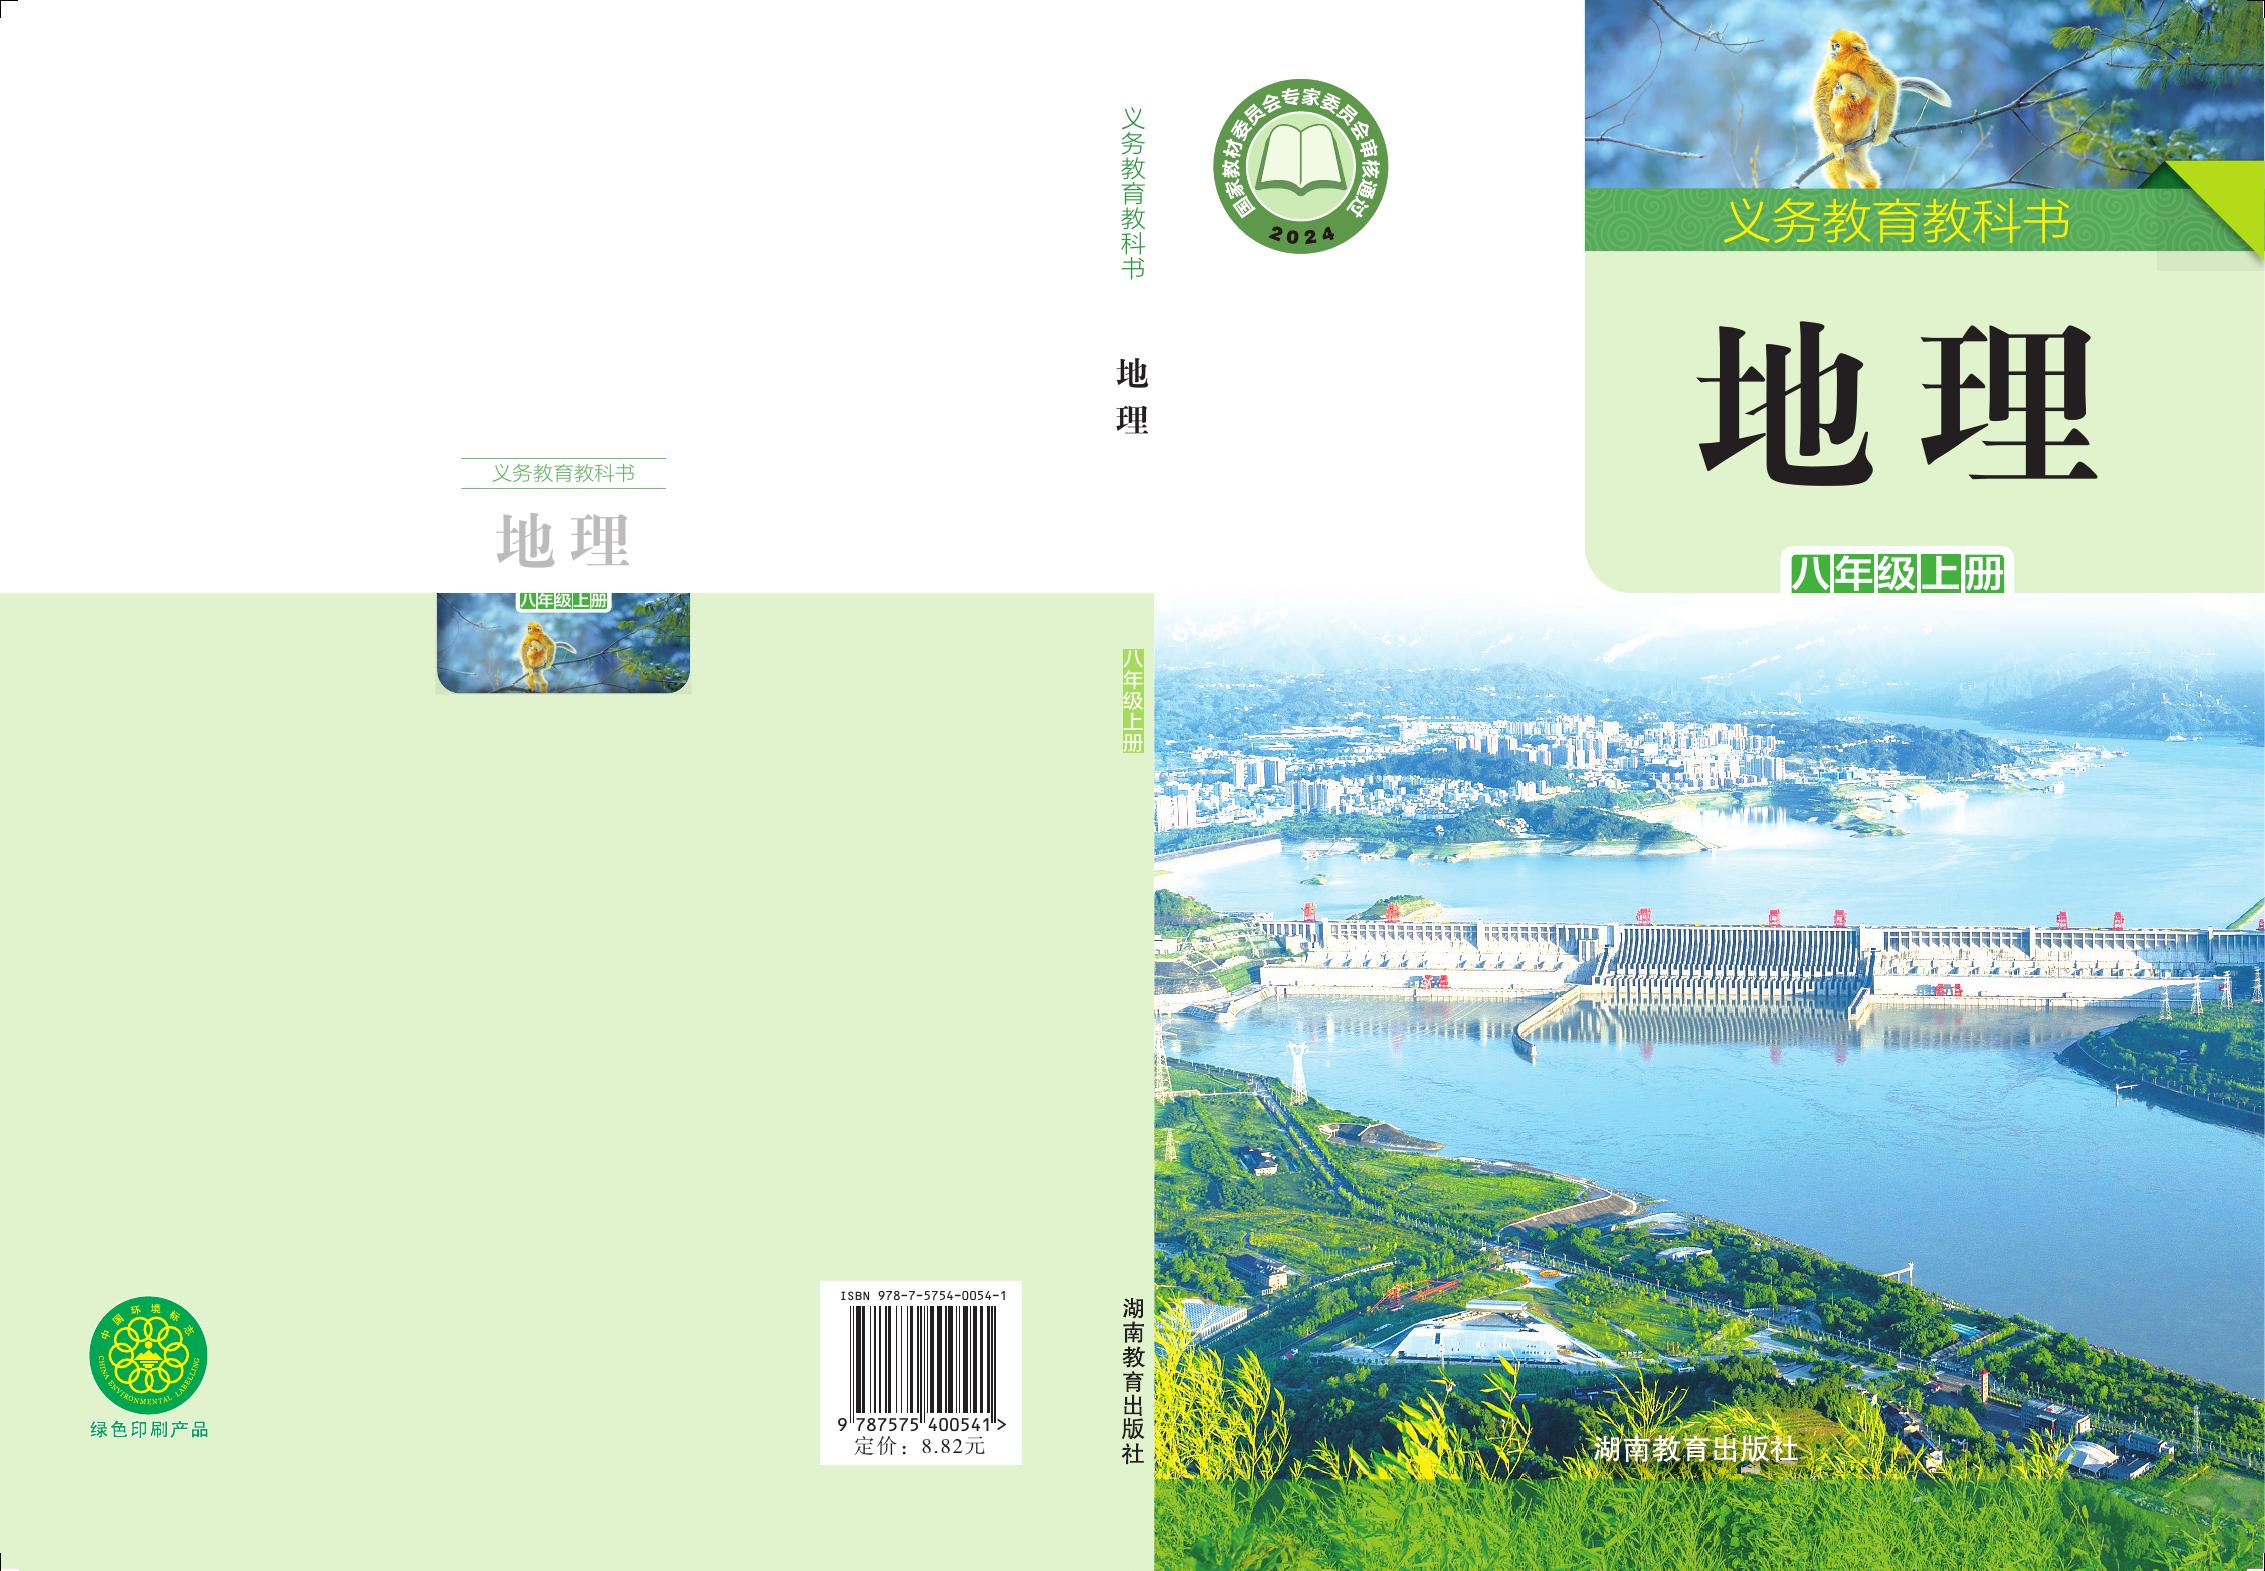 国家教材委员会专家委员会审核通过
2024
义务教育教科书
地理
八年级上册
湖南教育出版社
义务教育教科书
地理
八年级上册
湖南教育出版社
义务教育教科书
地理
八年级上册
中国环境标志
CHINA ENVIRONMENTAL LABELLING
绿色印刷产品
ISBN 978-7-5754-0054-1
9 787575 400541>
定价：8.82元